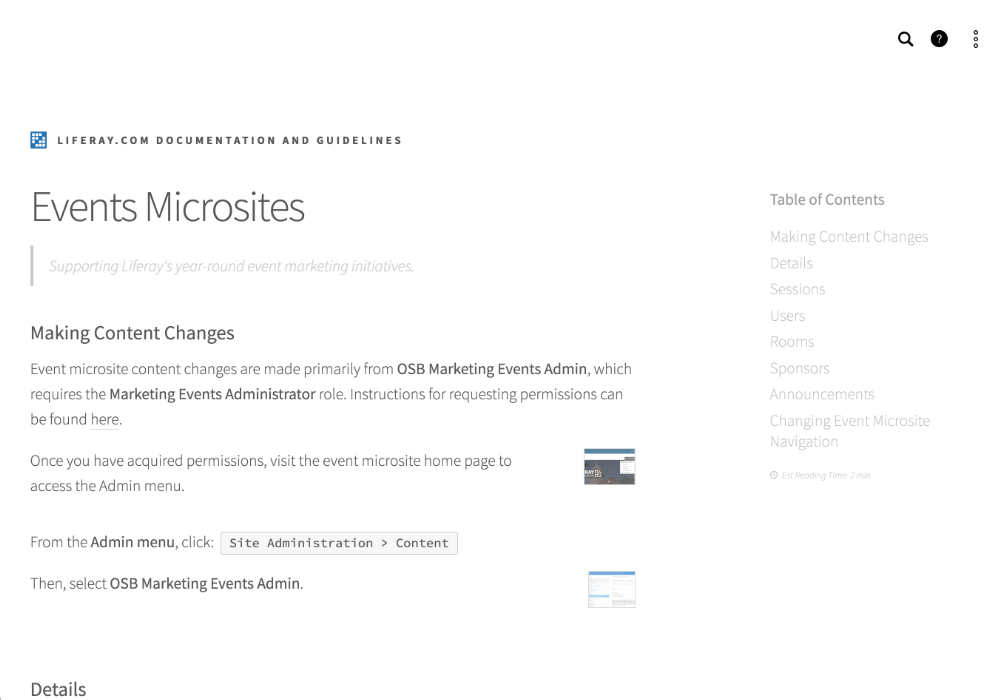 ?
LIFERAY.COM DOCUMENTATION AND GUIDELINES
Events Microsites
Supporting Liferay's year-round event marketing initiatives.
Making Content Changes
Event microsite content changes are made primarily from OSB Marketing Events Admin, which
requires the Marketing Events Administrator role. Instructions for requesting permissions can
be found here.
Once you have acquired permissions, visit the event microsite home page to
access the Admin menu.
From the Admin menu, click: Site Administration > Content
Then, select OSB Marketing Events Admin.
Details
Table of Contents
Making Content Changes
Details
Sessions
Users
Rooms
Sponsors
Announcements
Changing Event Microsite
Navigation
Est Reading Time: 2 min